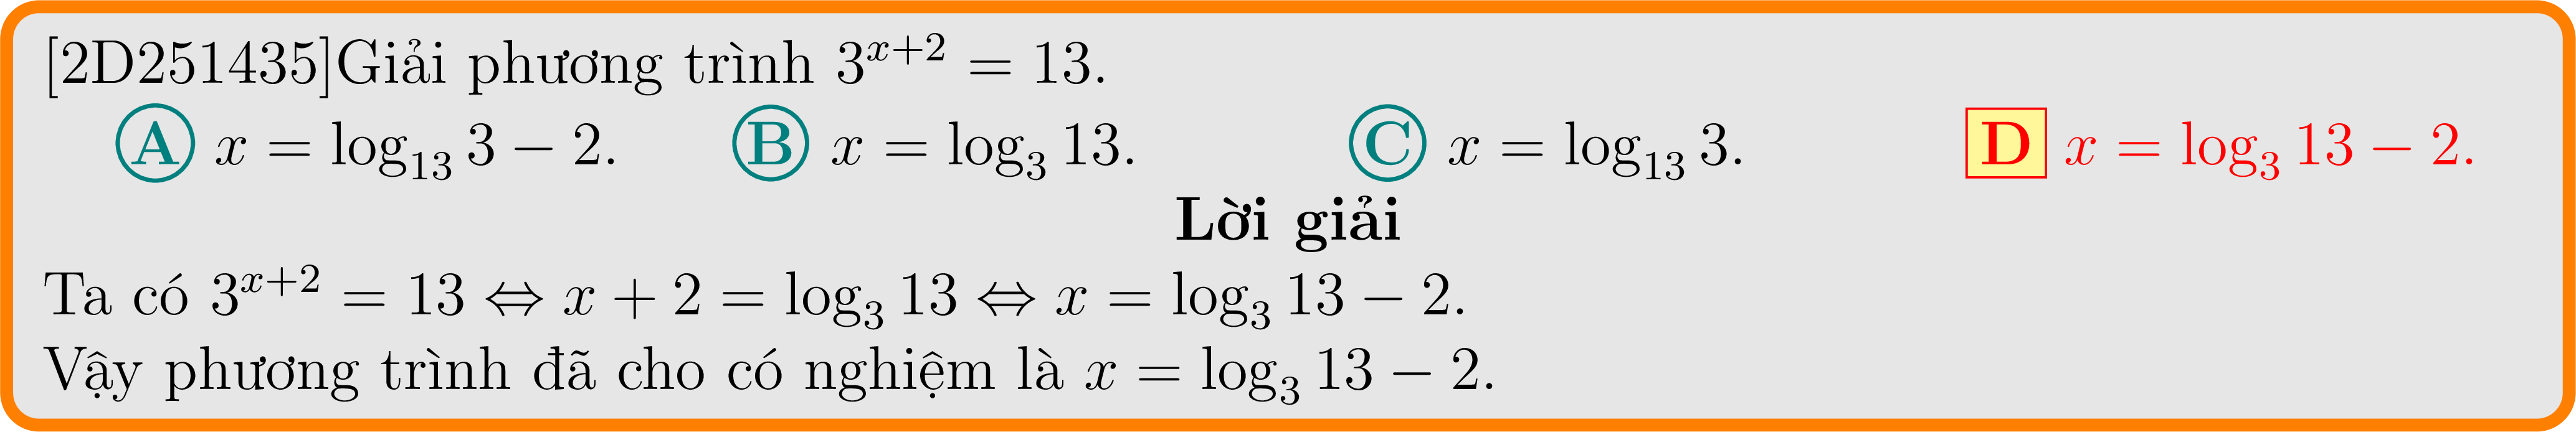 [2D251435]Giải phương trình $3^{x+2} = 13$.
A $x = \log_{13} 3 - 2$. B $x = \log_3 13$. C $x = \log_{13} 3$. D $x = \log_3 13 - 2$.
Lời giải
Ta có $3^{x+2} = 13 \Leftrightarrow x + 2 = \log_3 13 \Leftrightarrow x = \log_3 13 - 2$.
Vậy phương trình đã cho có nghiệm là $x = \log_3 13 - 2$.